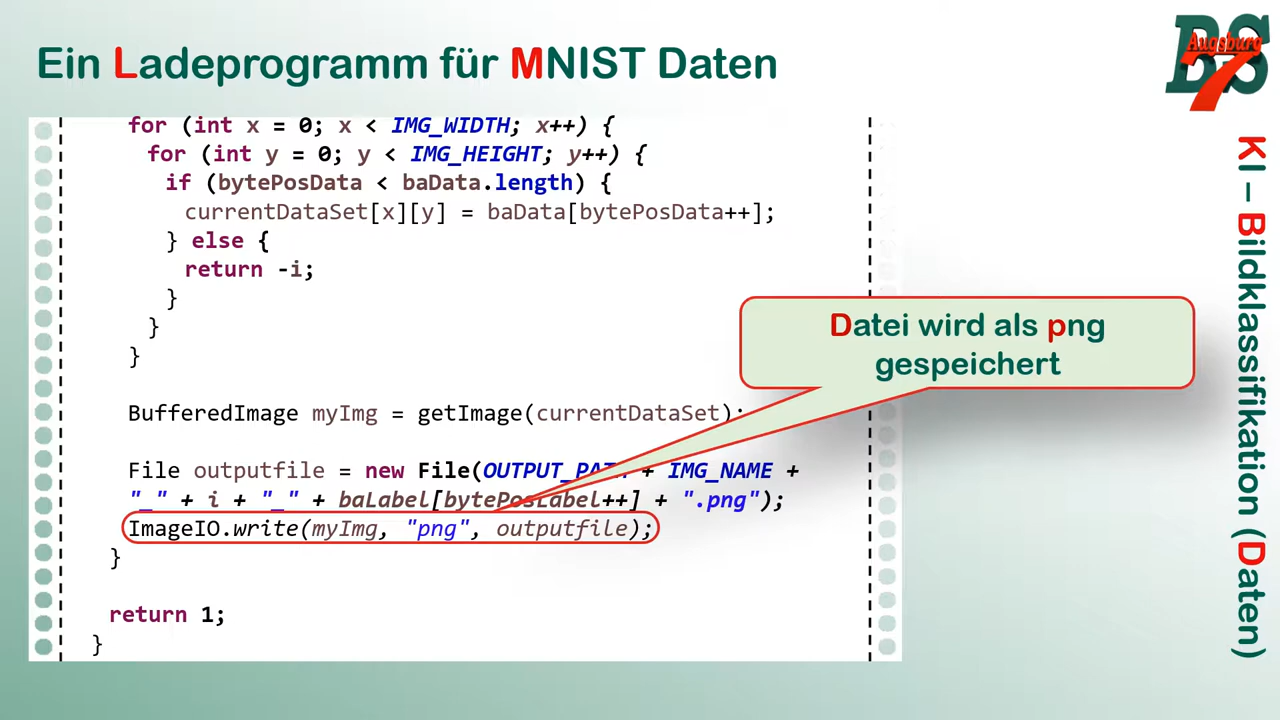 Ein Ladeprogramm für MNIST Daten
BS
Augsburg
7
for (int x = 0; x < IMG_WIDTH; x++) {
for (int y = 0; y < IMG_HEIGHT; y++) {
if (bytePosData < baData.length) {
currentDataSet[x][y] = baData[bytePosData++];
} else {
return -i;
}
}
}
Datei wird als png
gespeichert
BufferedImage myImg = getImage(currentDataSet);
File outputfile = new File(OUTPUT_PATH + IMG_NAME +
"_" + i + "_" + baLabel[bytePosLabel++] + ".png");
ImageIO.write(myImg, "png", outputfile);
}
return 1;
}
KI – Bildklassifikation (Daten)